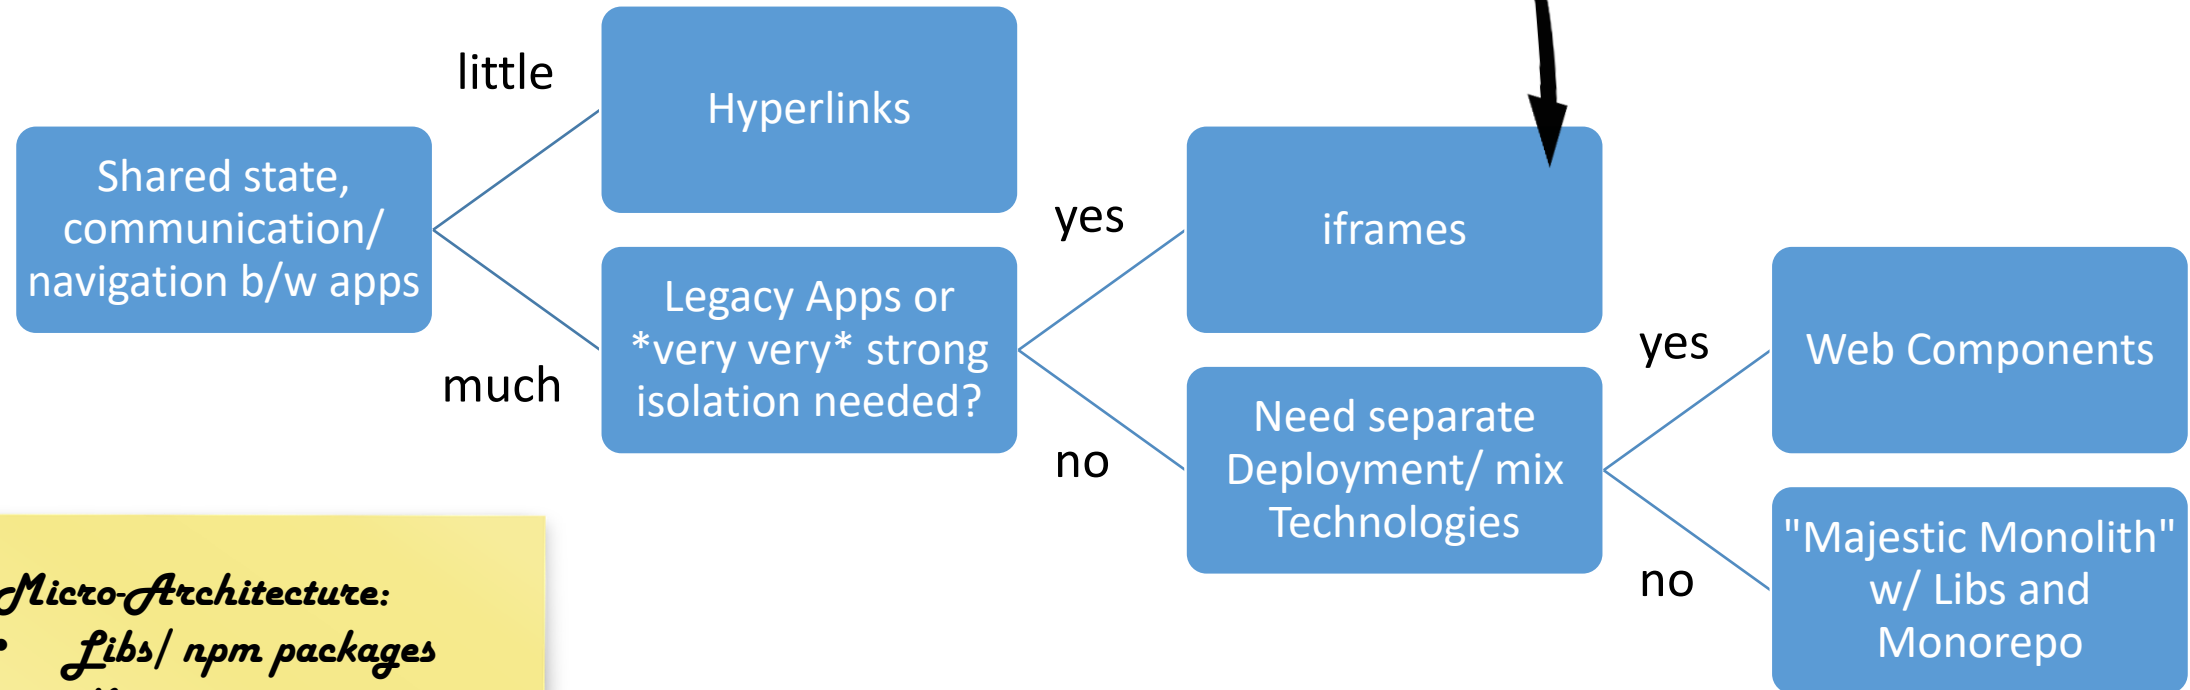 little
Hyperlinks
Shared state,
communication/
navigation b/w apps
much
Legacy Apps or
*very very* strong
isolation needed?
yes
iframes
no
Need separate
Deployment/ mix
Technologies
yes
Web Components
no
"Majestic Monolith"
w/ Libs and
Monorepo
Micro-Architecture:
• Libs/ npm packages